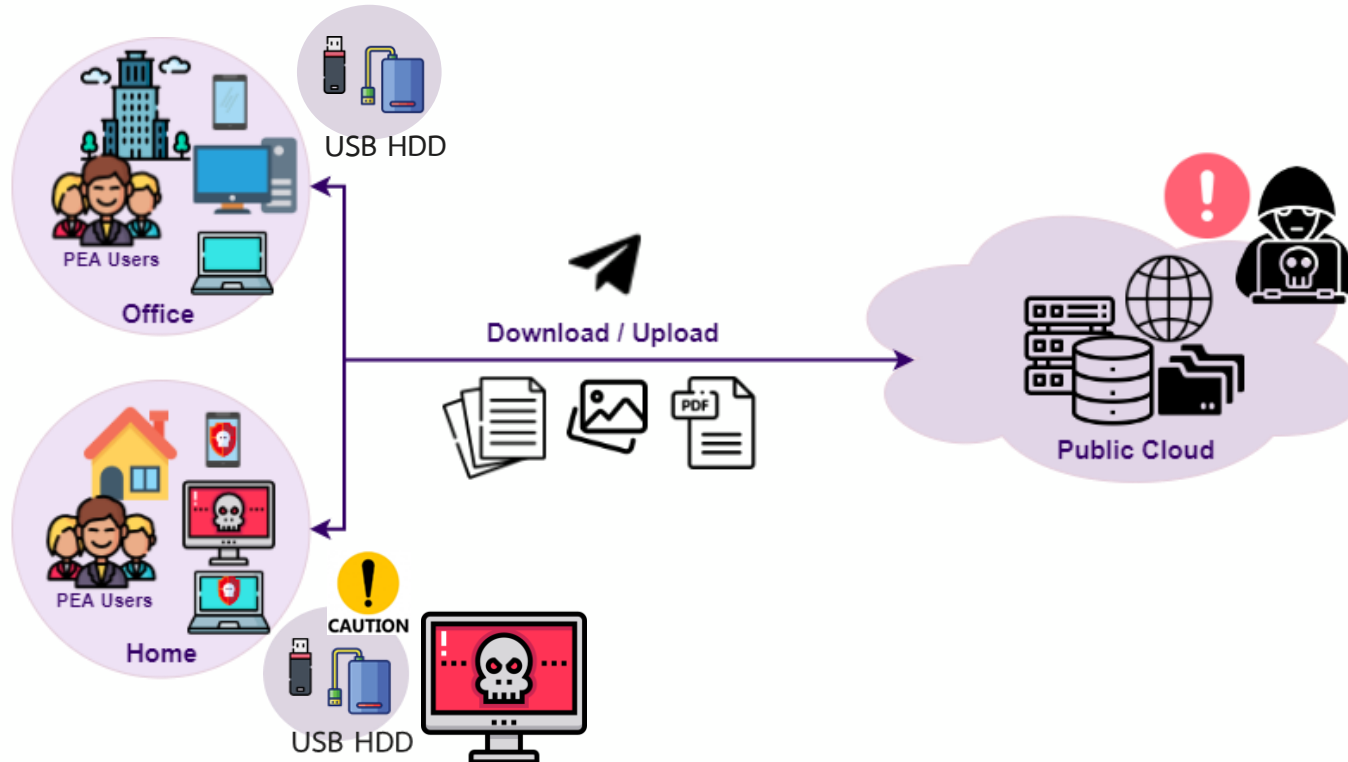 USB HDD
PEA Users
Office
Download / Upload
PDF
Public Cloud
PEA Users
Home
CAUTION
USB HDD